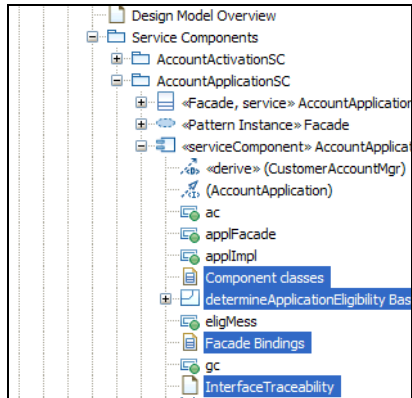 Design Model Overview
Service Components
AccountActivationSC
AccountApplicationSC
«Facade, service» AccountApplication
«Pattern Instance» Facade
«serviceComponent» AccountApplicat
«derive» (CustomerAccountMgr)
(AccountApplication)
ac
applFacade
applImpl
Component classes
determineApplicationEligibility Bas
eligMess
Facade Bindings
gc
InterfaceTraceability